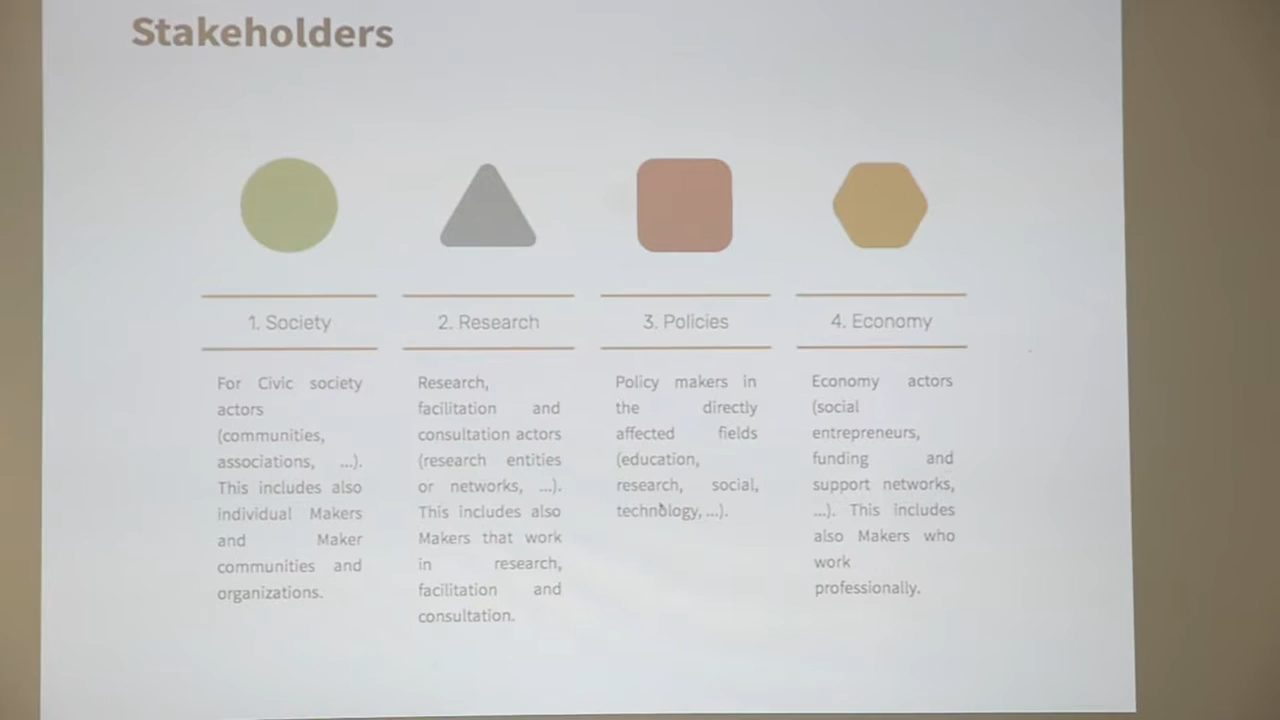 Stakeholders
1. Society
For Civic society
actors
(communities,
associations, ...).
This includes also
individual Makers
and Maker
communities and
organizations.
2. Research
Research,
facilitation and
consultation actors
(research entities
or networks, ...).
This includes also
Makers that work
in research,
facilitation and
consultation.
3. Policies
Policy makers in
the directly
affected fields
(education,
research, social,
technology, ...).
4. Economy
Economy actors
(social
entrepreneurs,
funding and
support networks,
...). This includes
also Makers who
work
professionally.